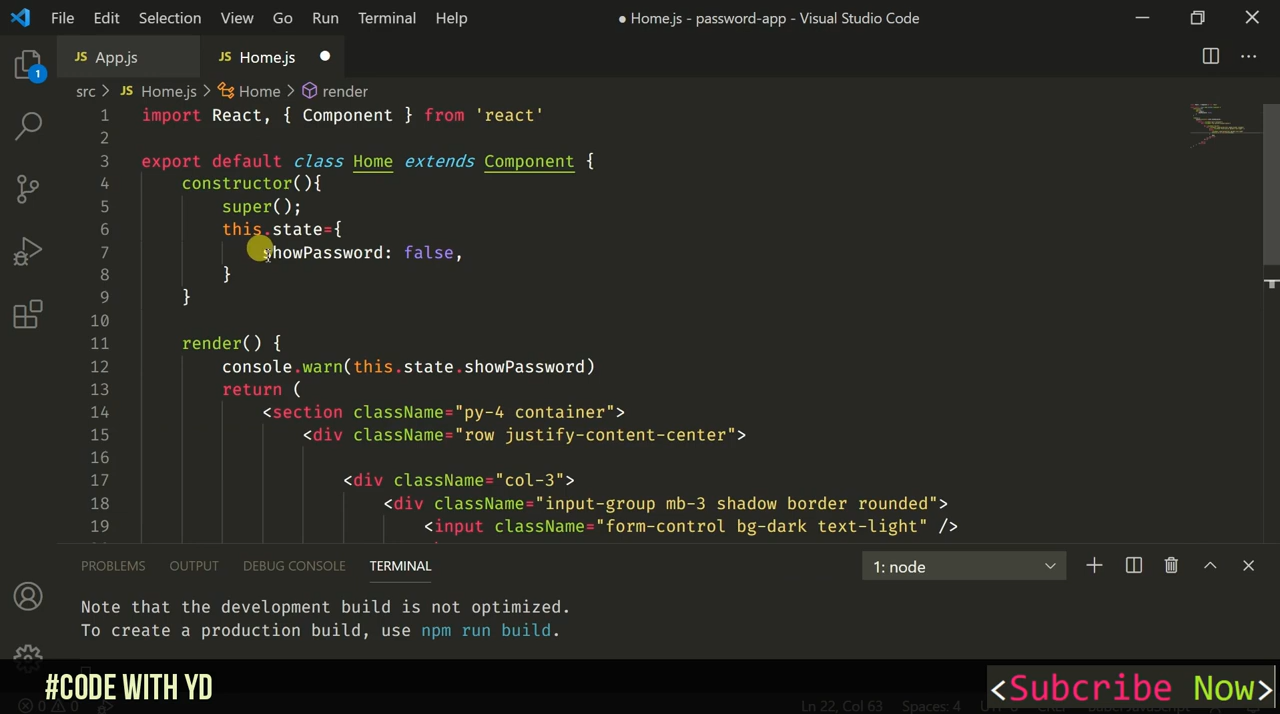 File Edit Selection View Go Run Terminal Help ● Home.js - password-app - Visual Studio Code
JS App.js JS Home.js ●
1 src > JS Home.js > Home > render
1 import React, { Component } from 'react'
2
3 export default class Home extends Component {
4 constructor(){
5 super();
6 this.state={
7 showPassword: false,
8 }
9 }
10
11 render() {
12 console.warn(this.state.showPassword)
13 return (
14 <section className="py-4 container">
15 <div className="row justify-content-center">
16
17 <div className="col-3">
18 <div className="input-group mb-3 shadow border rounded">
19 <input className="form-control bg-dark text-light" />
PROBLEMS OUTPUT DEBUG CONSOLE TERMINAL 1: node
Note that the development build is not optimized.
To create a production build, use npm run build.
#CODE WITH YD <Subcribe Now>
0 0 Ln 22, Col 63 Spaces: 4